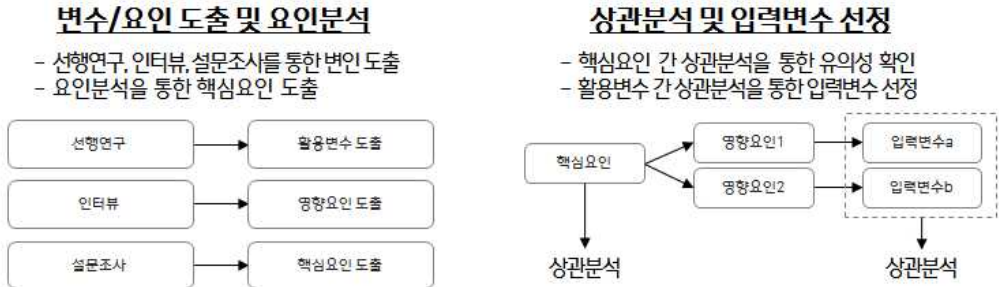 변수/요인 도출 및 요인분석
- 선행연구, 인터뷰, 설문조사를 통한 변인 도출
- 요인분석을 통한 핵심요인 도출
선행연구
활용변수 도출
인터뷰
영향요인 도출
설문조사
핵심요인 도출
상관분석 및 입력변수 선정
- 핵심요인 간 상관분석을 통한 유의성 확인
- 활용변수 간 상관분석을 통한 입력변수 선정
핵심요인
영향요인1
입력변수a
영향요인2
입력변수b
상관분석
상관분석